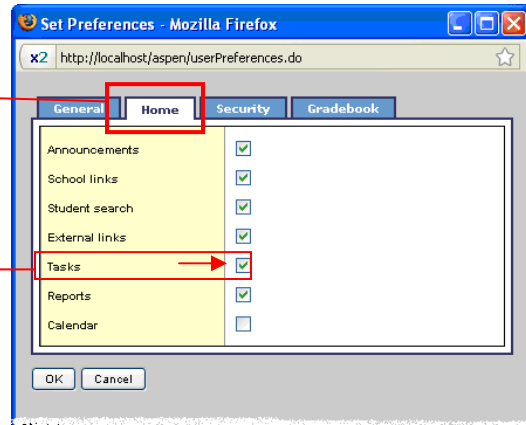 Set Preferences - Mozilla Firefox
x2 http://localhost/aspen/userPreferences.do
General Home Security Gradebook
Announcements
School links
Student search
External links
Tasks
Reports
Calendar
OK Cancel